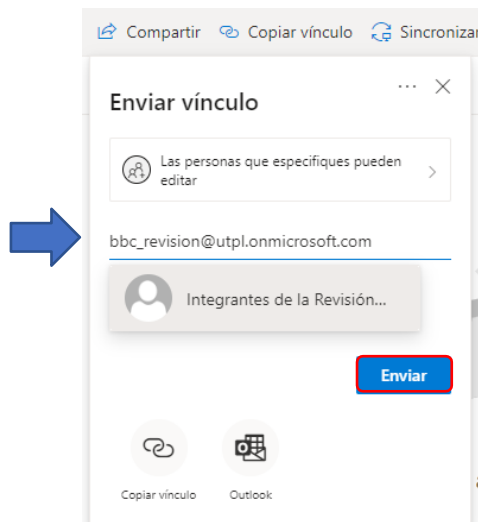 Compartir Copiar vínculo Sincronizar
Enviar vínculo
Las personas que especifiques pueden
editar
bbc_revision@utpl.onmicrosoft.com
Integrantes de la Revisión...
Enviar
Copiar vínculo Outlook